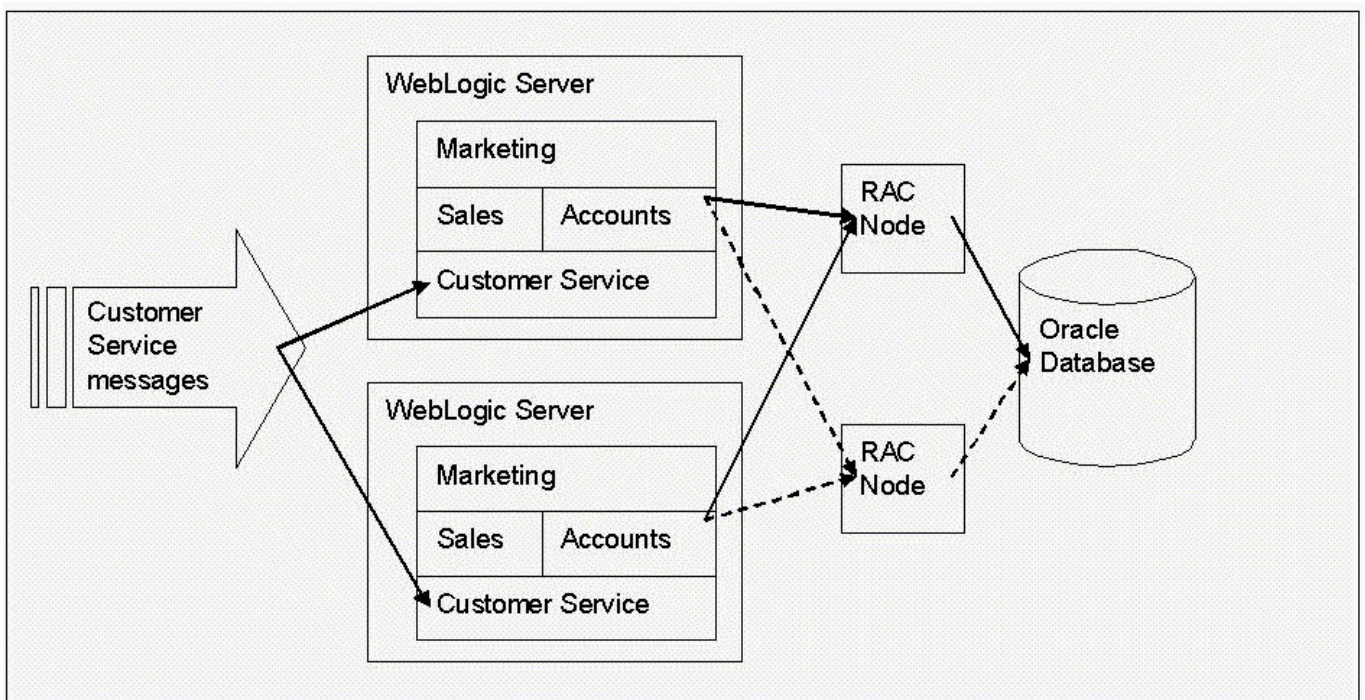 Customer
Service
messages
WebLogic Server
Marketing
Sales
Accounts
Customer Service
WebLogic Server
Marketing
Sales
Accounts
Customer Service
RAC
Node
RAC
Node
Oracle
Database